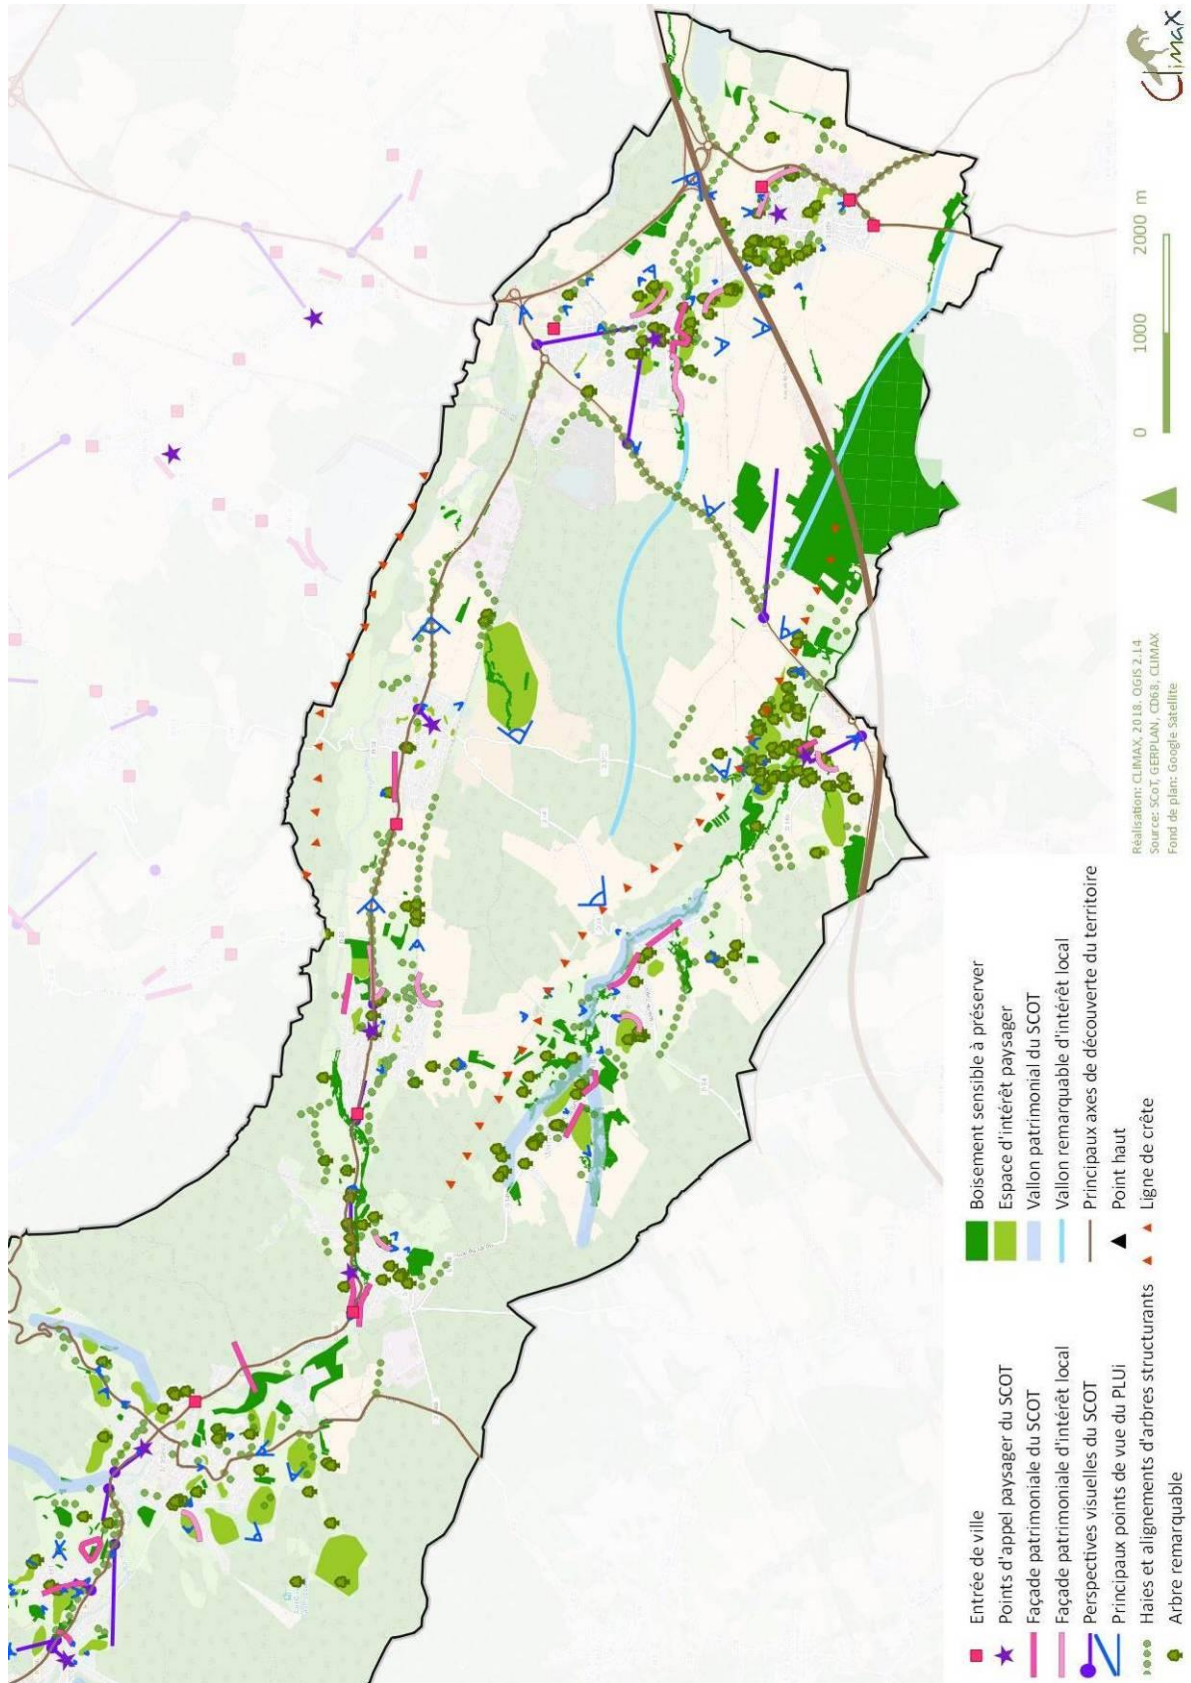 Entrée de ville
Points d'appel paysager du SCOT
Façade patrimoniale du SCOT
Façade patrimoniale d'intérêt local
Perspectives visuelles du SCOT
Principaux points de vue du PLUi
Haies et alignements d'arbres structurants
Arbre remarquable
Boisement sensible à préserver
Espace d'intérêt paysager
Vallon patrimonial du SCOT
Vallon remarquable d'intérêt local
Principaux axes de découverte du territoire
Point haut
Ligne de crête
Réalisation: CLIMAX, 2018, QGIS 2.14
Source: SCoT, GERPLAN, CD68, CLIMAX
Fond de plan: Google Satellite
0 1000 2000 m
Climax